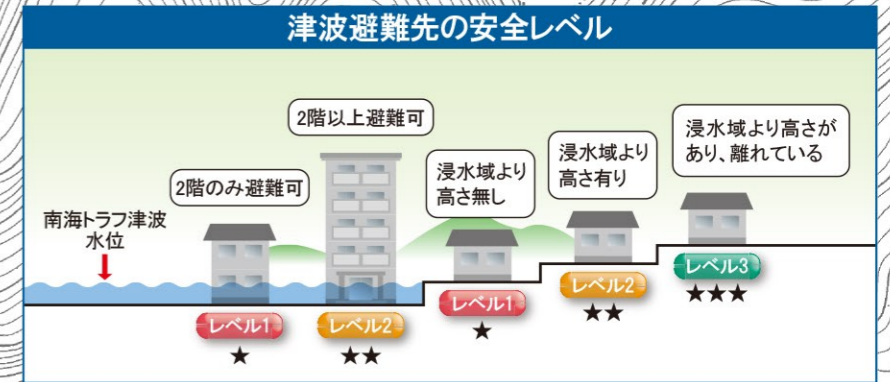 津波避難先の安全レベル
2階以上避難可
2階のみ避難可
浸水域より
高さ無し
浸水域より
高さ有り
浸水域より高さが
あり、離れている
南海トラフ津波
水位
レベル1
★
レベル2
★★
レベル1
★
レベル2
★★
レベル3
★★★